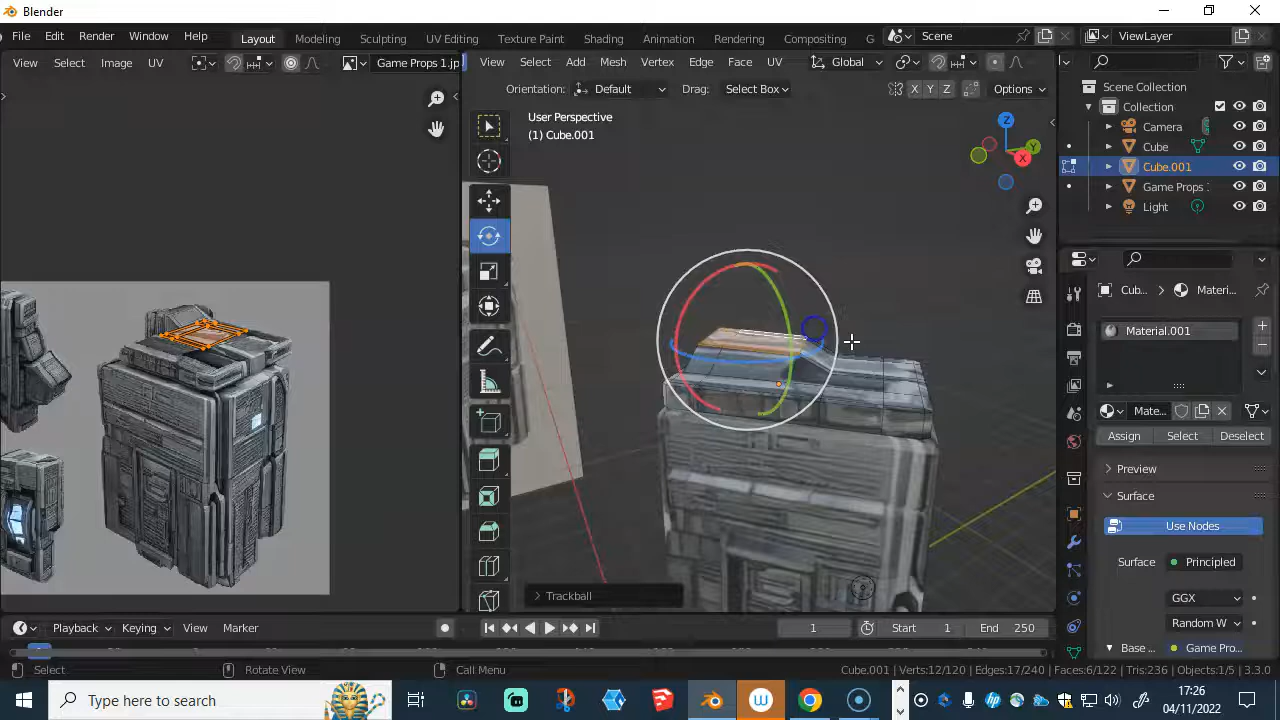 Blender
File Edit Render Window Help Layout Modeling Sculpting UV Editing Texture Paint Shading Animation Rendering Compositing G Scene ViewLayer
View Select Image UV Game Props 1.jp
View Select Add Mesh Vertex Edge Face UV Global
Orientation: Default Drag: Select Box X Y Z Options
User Perspective
(1) Cube.001
Z
Y
X
Scene Collection
Collection
Camera
Cube
Cube.001
Game Props
Light
Cub... Materi...
Material.001
Mate...
Assign Select Deselect
Preview
Surface
Use Nodes
Surface Principled
GGX
Random W
Base ... Game Pro...
Trackball
Playback Keying View Marker 1 Start 1 End 250
Select Rotate View Call Menu Cube.001 | Verts:12/120 | Edges:17/240 | Faces:6/122 | Tris:236 | Objects:1/5 | 3.3.0
Type here to search
17:26
04/11/2022